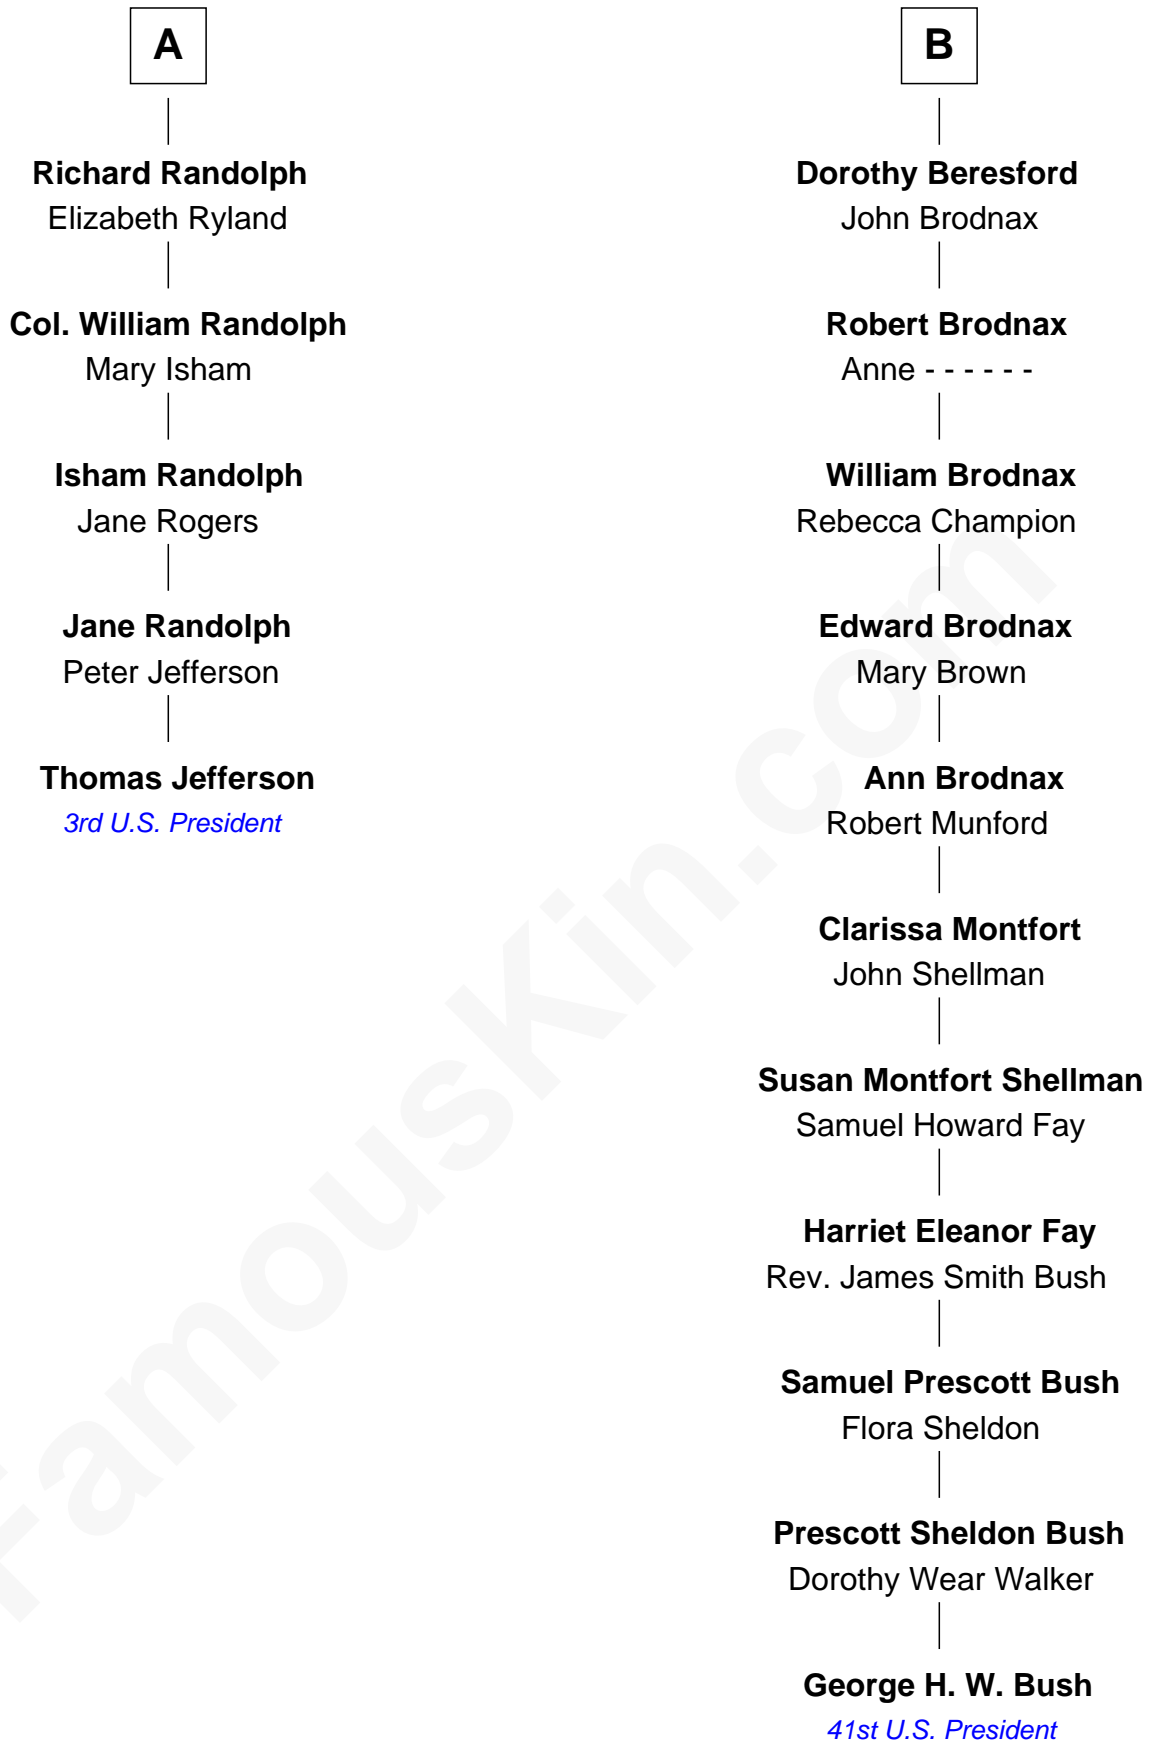 A
Richard Randolph
Elizabeth Ryland
Col. William Randolph
Mary Isham
Isham Randolph
Jane Rogers
Jane Randolph
Peter Jefferson
Thomas Jefferson
3rd U.S. President
B
Dorothy Beresford
John Brodnax
Robert Brodnax
Anne - - - - - -
William Brodnax
Rebecca Champion
Edward Brodnax
Mary Brown
Ann Brodnax
Robert Munford
Clarissa Montfort
John Shellman
Susan Montfort Shellman
Samuel Howard Fay
Harriet Eleanor Fay
Rev. James Smith Bush
Samuel Prescott Bush
Flora Sheldon
Prescott Sheldon Bush
Dorothy Wear Walker
George H. W. Bush
41st U.S. President
FamousKin.com